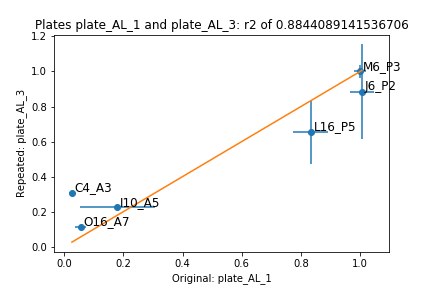 Plates plate_AL_1 and plate_AL_3: r2 of 0.8844089141536706
1.2
1.0
0.8
0.6
0.4
0.2
0.0
Repeated: plate_AL_3
M6_P3
J6_P2
L16_P5
C4_A3
J10_A5
O16_A7
0.0 0.2 0.4 0.6 0.8 1.0
Original: plate_AL_1